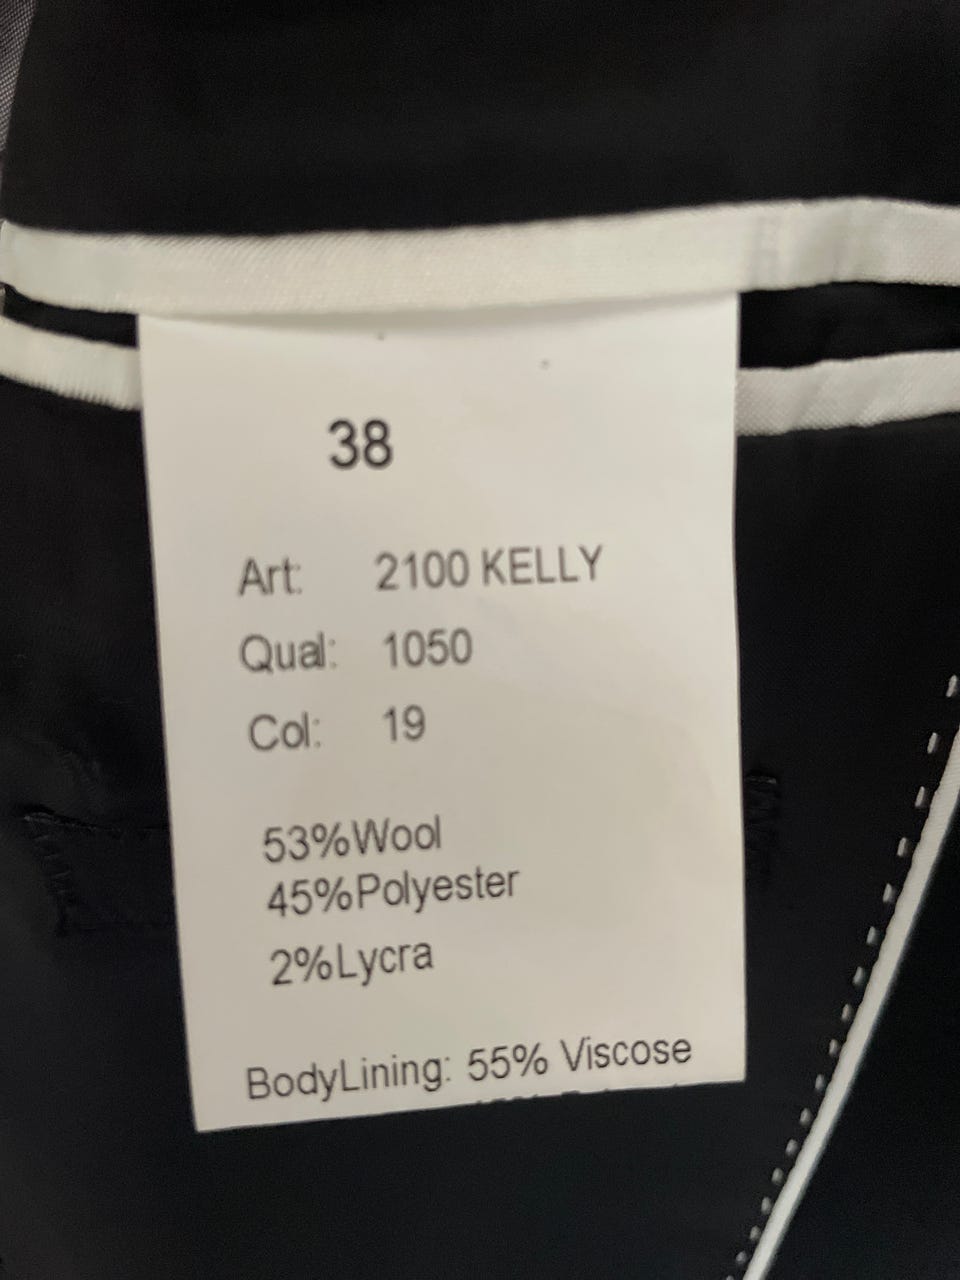 38
Art: 2100 KELLY
Qual: 1050
Col: 19
53%Wool
45%Polyester
2%Lycra
BodyLining: 55% Viscose